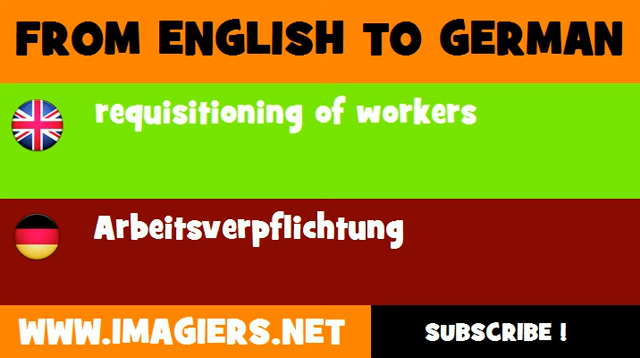 FROM ENGLISH TO GERMAN
requisitioning of workers
Arbeitsverpflichtung
WWW.IMAGIERS.NET
SUBSCRIBE !